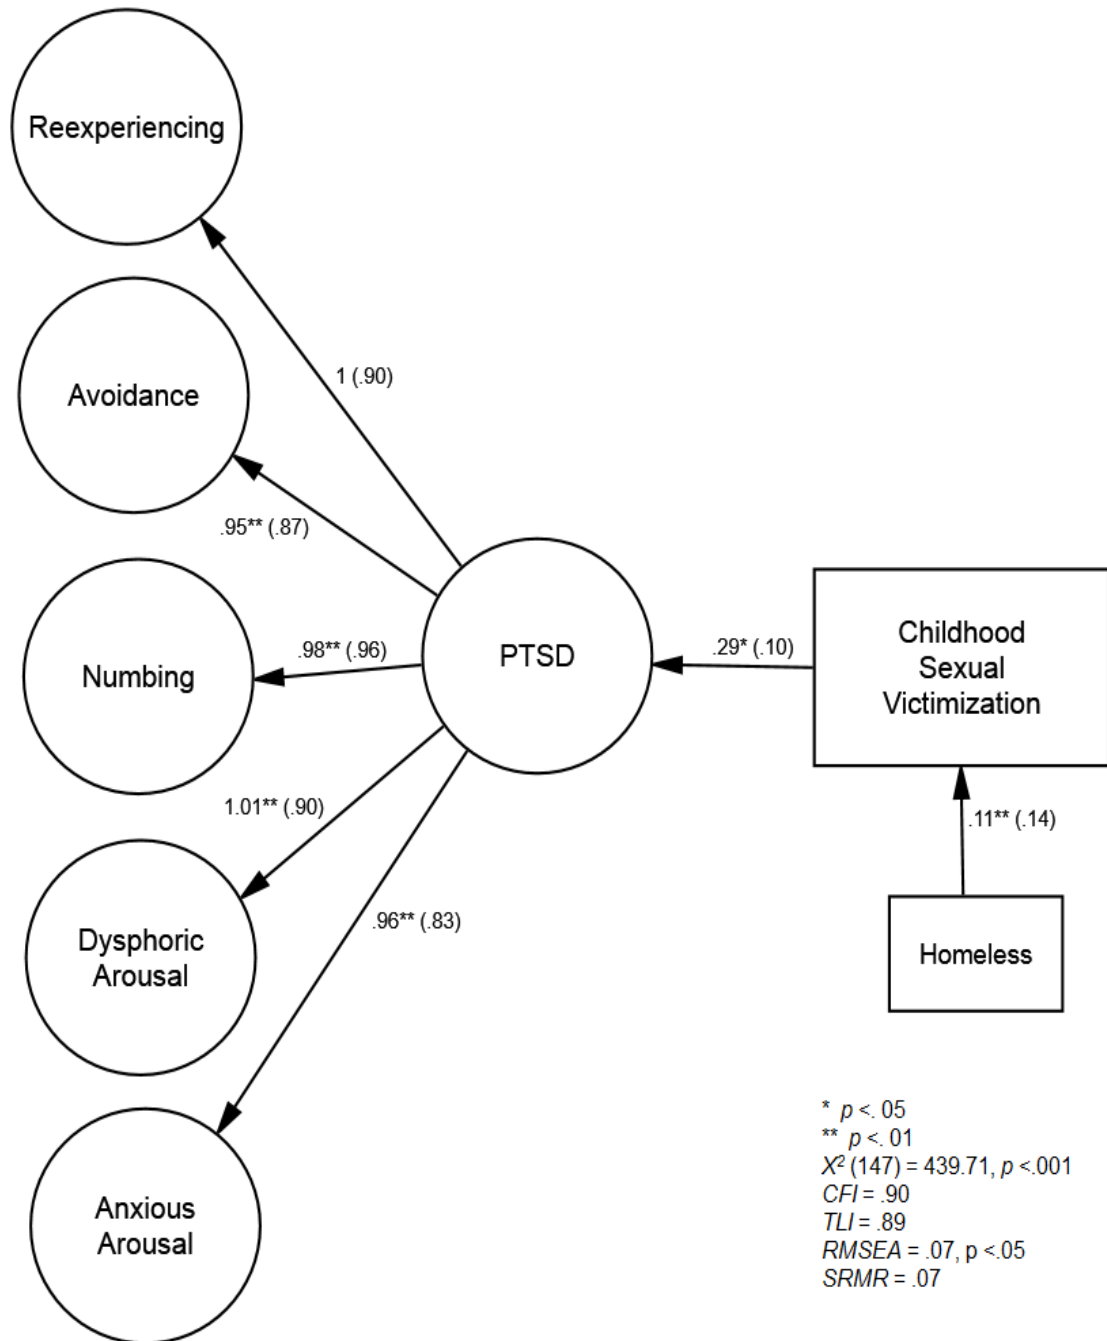 Reexperiencing
1 (.90)
Avoidance
.95** (.87)
Numbing
.98** (.96)
PTSD
.29* (.10)
Childhood
Sexual
Victimization
1.01** (.90)
.11** (.14)
Dysphoric
Arousal
.96** (.83)
Homeless
Anxious
Arousal
* p <. 05
** p <. 01
X² (147) = 439.71, p <.001
CFI = .90
TLI = .89
RMSEA = .07, p <.05
SRMR = .07